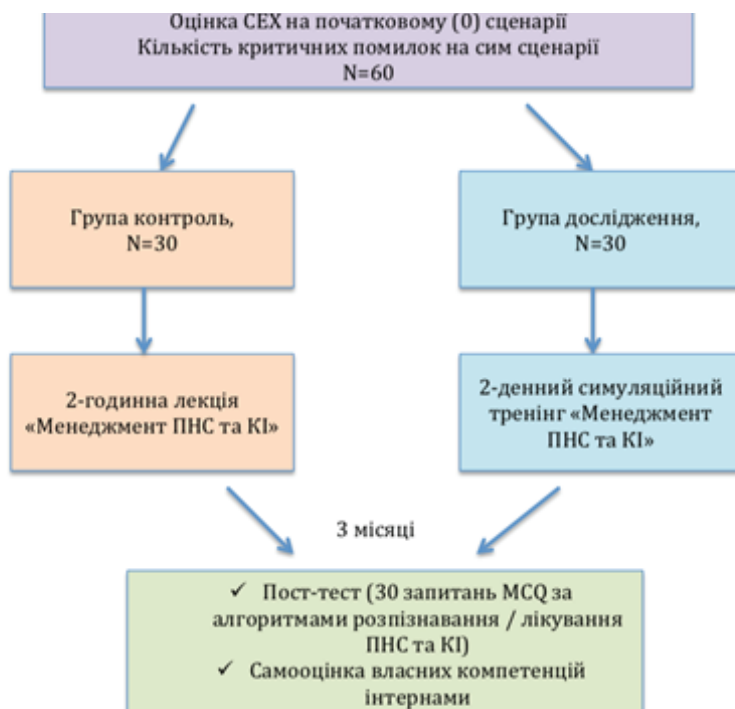 Оцінка СЕХ на початковому (0) сценарії
Кількість критичних помилок на сим сценарії
N=60
Група контроль,
N=30
Група дослідження,
N=30
2-годинна лекція
«Менеджмент ПНС та КІ»
2-денний симуляційний
тренінг «Менеджмент
ПНС та КІ»
3 місяці
✓ Пост-тест (30 запитань MCQ за
алгоритмами розпізнавання / лікування
ПНС та КІ)
✓ Самооцінка власних компетенцій
інтернами